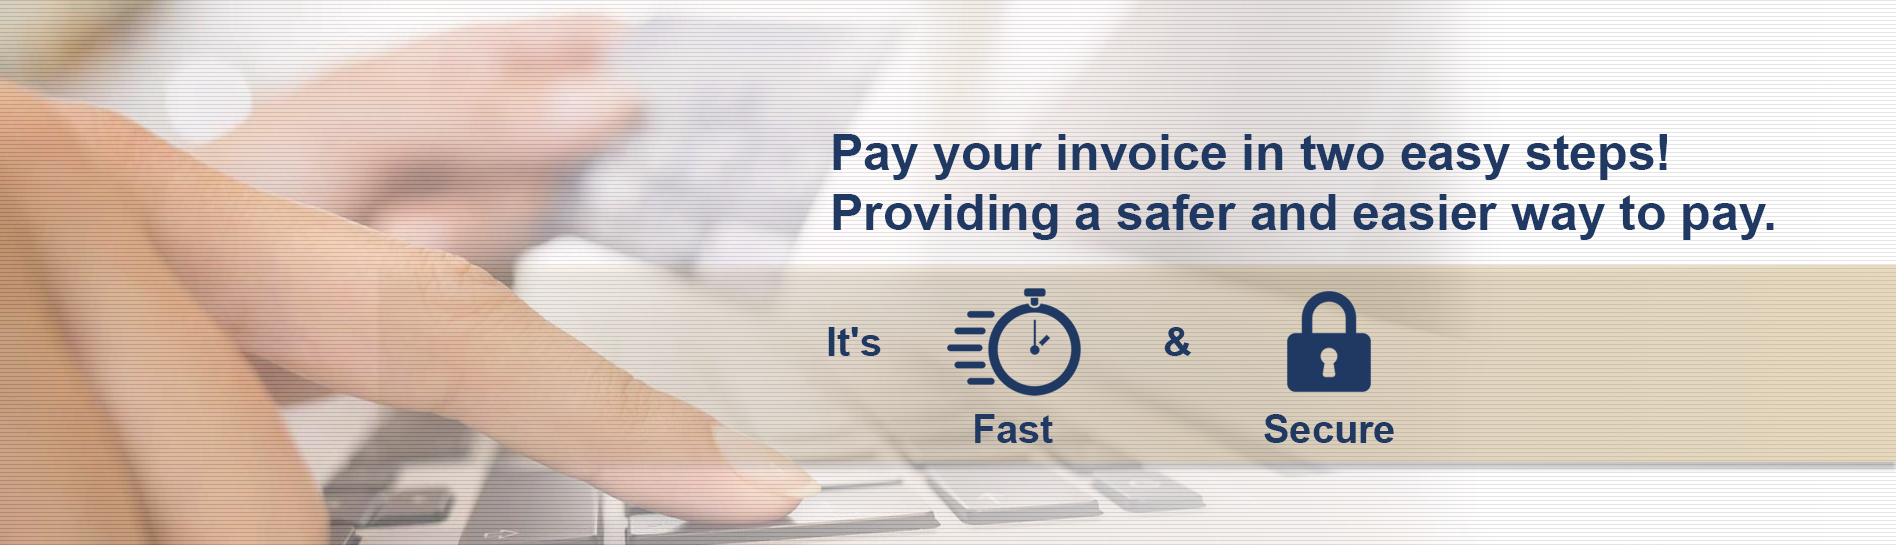 Pay your invoice in two easy steps!
Providing a safer and easier way to pay.
It's
&
Fast
Secure